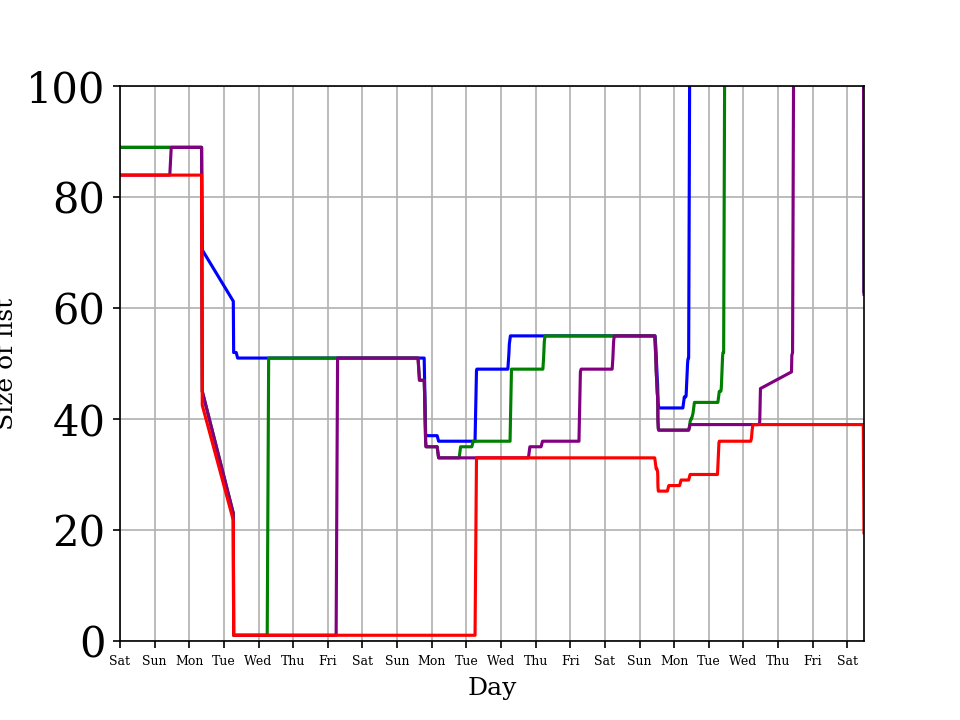 100
80
60
40
20
0
Size of list
Sat Sun Mon Tue Wed Thu Fri Sat Sun Mon Tue Wed Thu Fri Sat Sun Mon Tue Wed Thu Fri Sat
Day